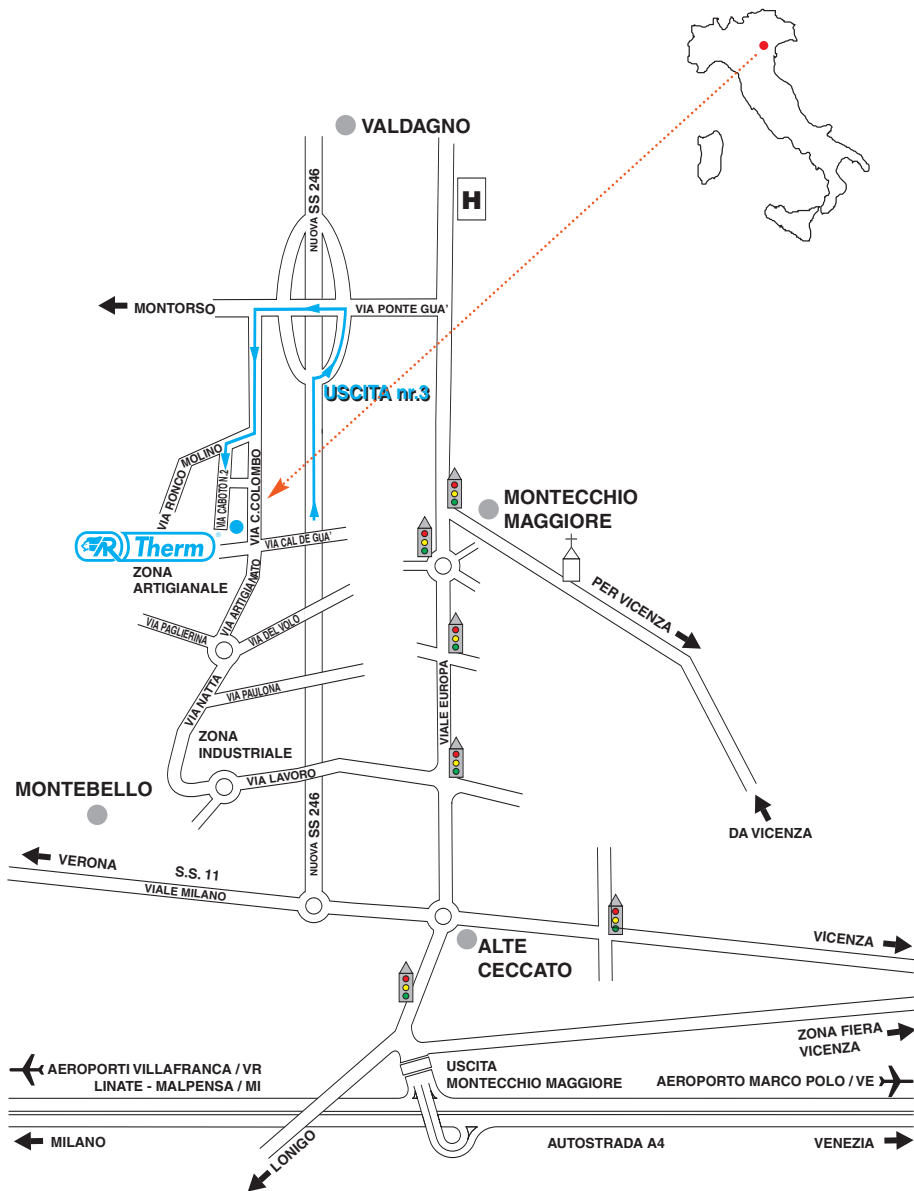 VALDAGNO
NUOVA SS 246
H
MONTORSO
VIA PONTE GUA'
USCITA nr.3
VIA RONCO
MOLINO
VIA CABOTO N.2
VIA C.COLOMBO
MONTECCHIO
MAGGIORE
R Therm
VIA CAL DE GUA'
ZONA
ARTIGIANALE
VIA ARTIGIANATO
PER VICENZA
VIA PAGLIERINA
VIA DEL VOLO
VIALE EUROPA
VIA NATTA
VIA PAULONA
ZONA
INDUSTRIALE
VIA LAVORO
MONTEBELLO
NUOVA SS 246
DA VICENZA
VERONA
S.S. 11
VIALE MILANO
VICENZA
ALTE
CECCATO
ZONA FIERA
VICENZA
AEROPORTI VILLAFRANCA / VR
LINATE - MALPENSA / MI
USCITA
MONTECCHIO MAGGIORE
AEROPORTO MARCO POLO / VE
MILANO
LONIGO
AUTOSTRADA A4
VENEZIA